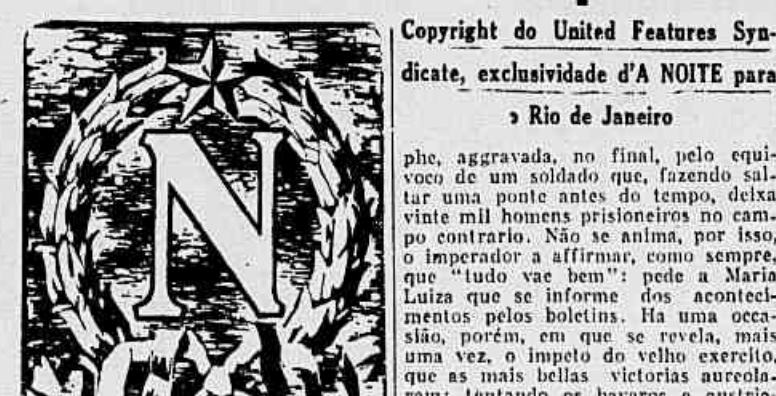 N
Copyright do United Features Syn-
dicate, exclusividade d'A NOITE para
o Rio de Janeiro
phe, aggravada, no final, pelo equi-
voco de um soldado que, fazendo sal-
tar uma ponte antes do tempo, deixa
vinte mil homens prisioneiros no cam-
po contrario. Não se anima, por isso,
o imperador a affirmar, como sempre,
que "tudo vae bem": pede a Maria
Luiza que se informe dos aconteci-
mentos pelos boletins. Ha uma occa-
sião, porém, em que se revela, mais
uma vez, o impeto do velho exercito,
que as mais bellas victorias aureola-
tentando os bavaros e austria-